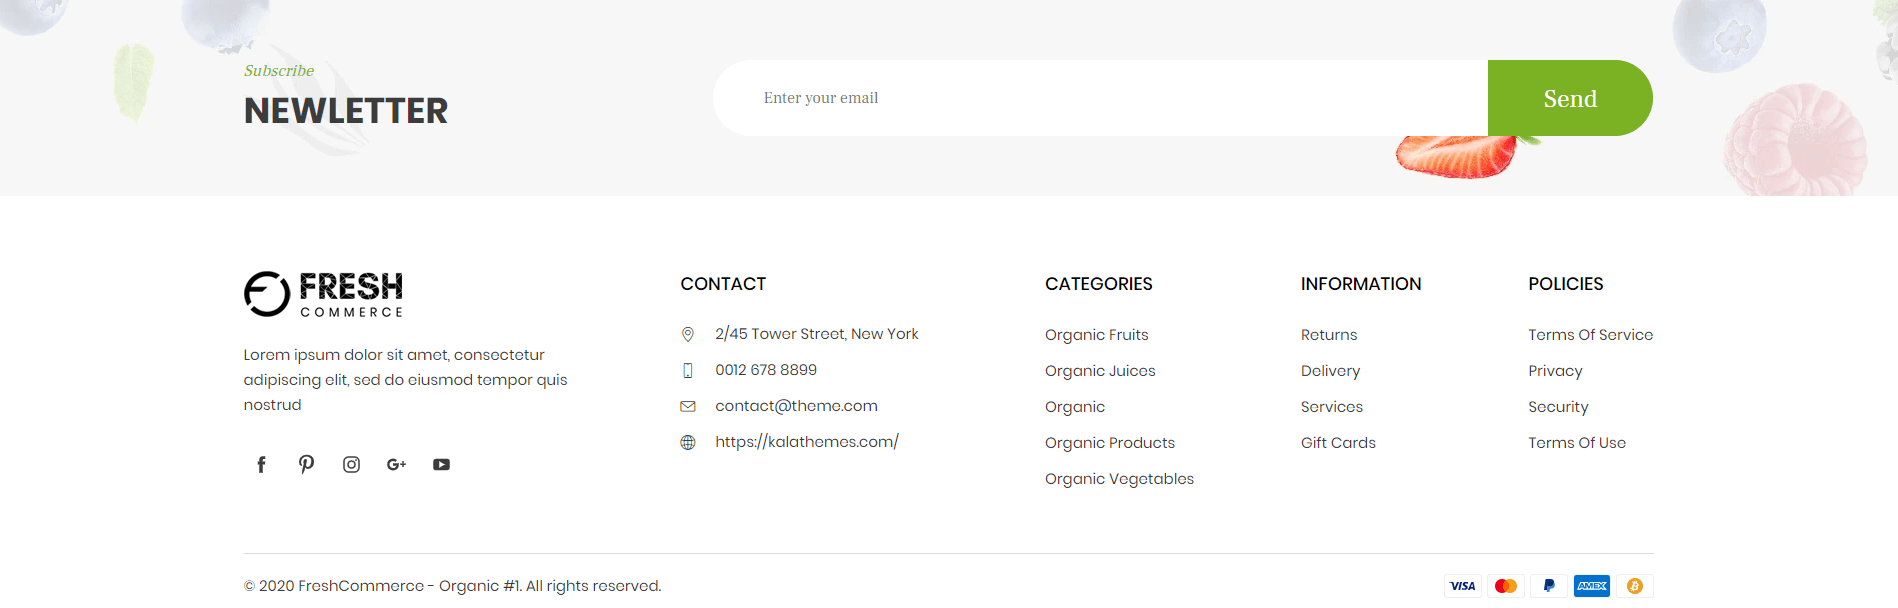 Subscribe
NEWLETTER
Enter your email
Send
FRESH
COMMERCE
Lorem ipsum dolor sit amet, consectetur
adipiscing elit, sed do eiusmod tempor quis
nostrud
CONTACT
2/45 Tower Street, New York
0012 678 8899
contact@theme.com
https://kalathemes.com/
CATEGORIES
Organic Fruits
Organic Juices
Organic
Organic Products
Organic Vegetables
INFORMATION
Returns
Delivery
Services
Gift Cards
POLICIES
Terms Of Service
Privacy
Security
Terms Of Use
© 2020 FreshCommerce - Organic #1. All rights reserved.
VISA
AMEX